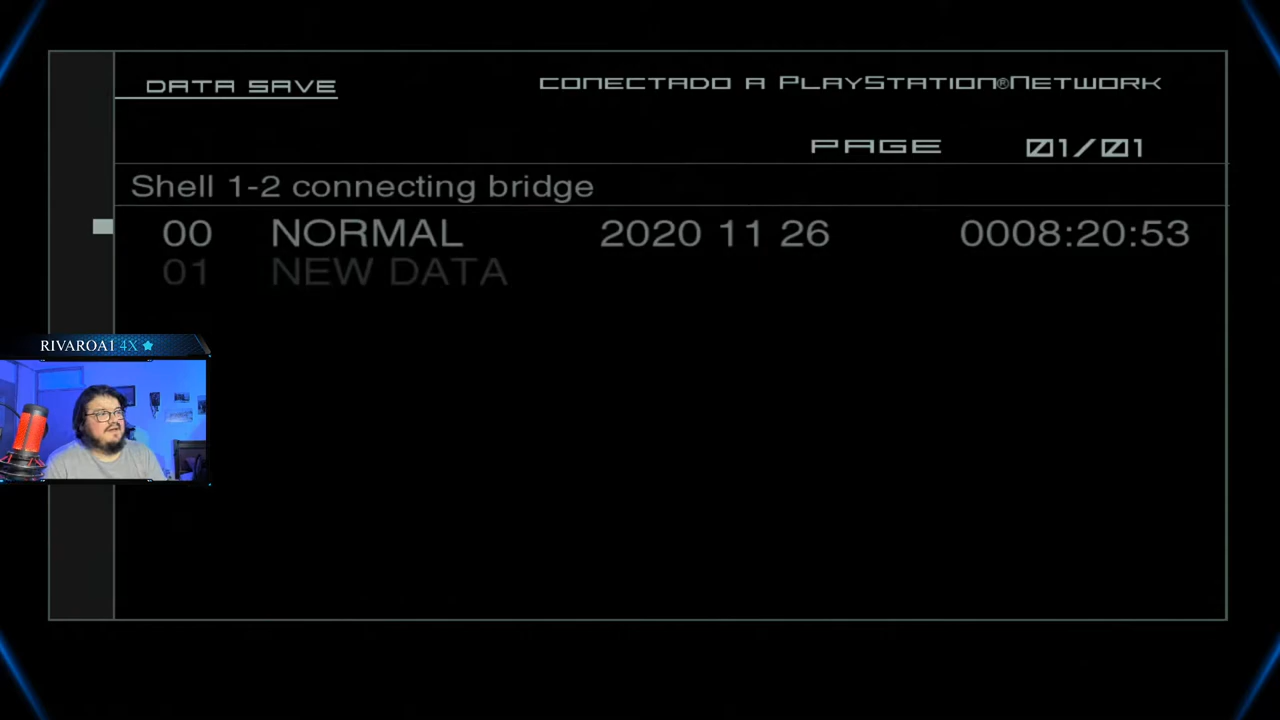 DATA SAVE
CONECTADO A PLAYSTATION®NETWORK
PAGE 01/01
Shell 1-2 connecting bridge
00 NORMAL 2020 11 26 0008:20:53
01 NEW DATA
RIVAROA1 4X